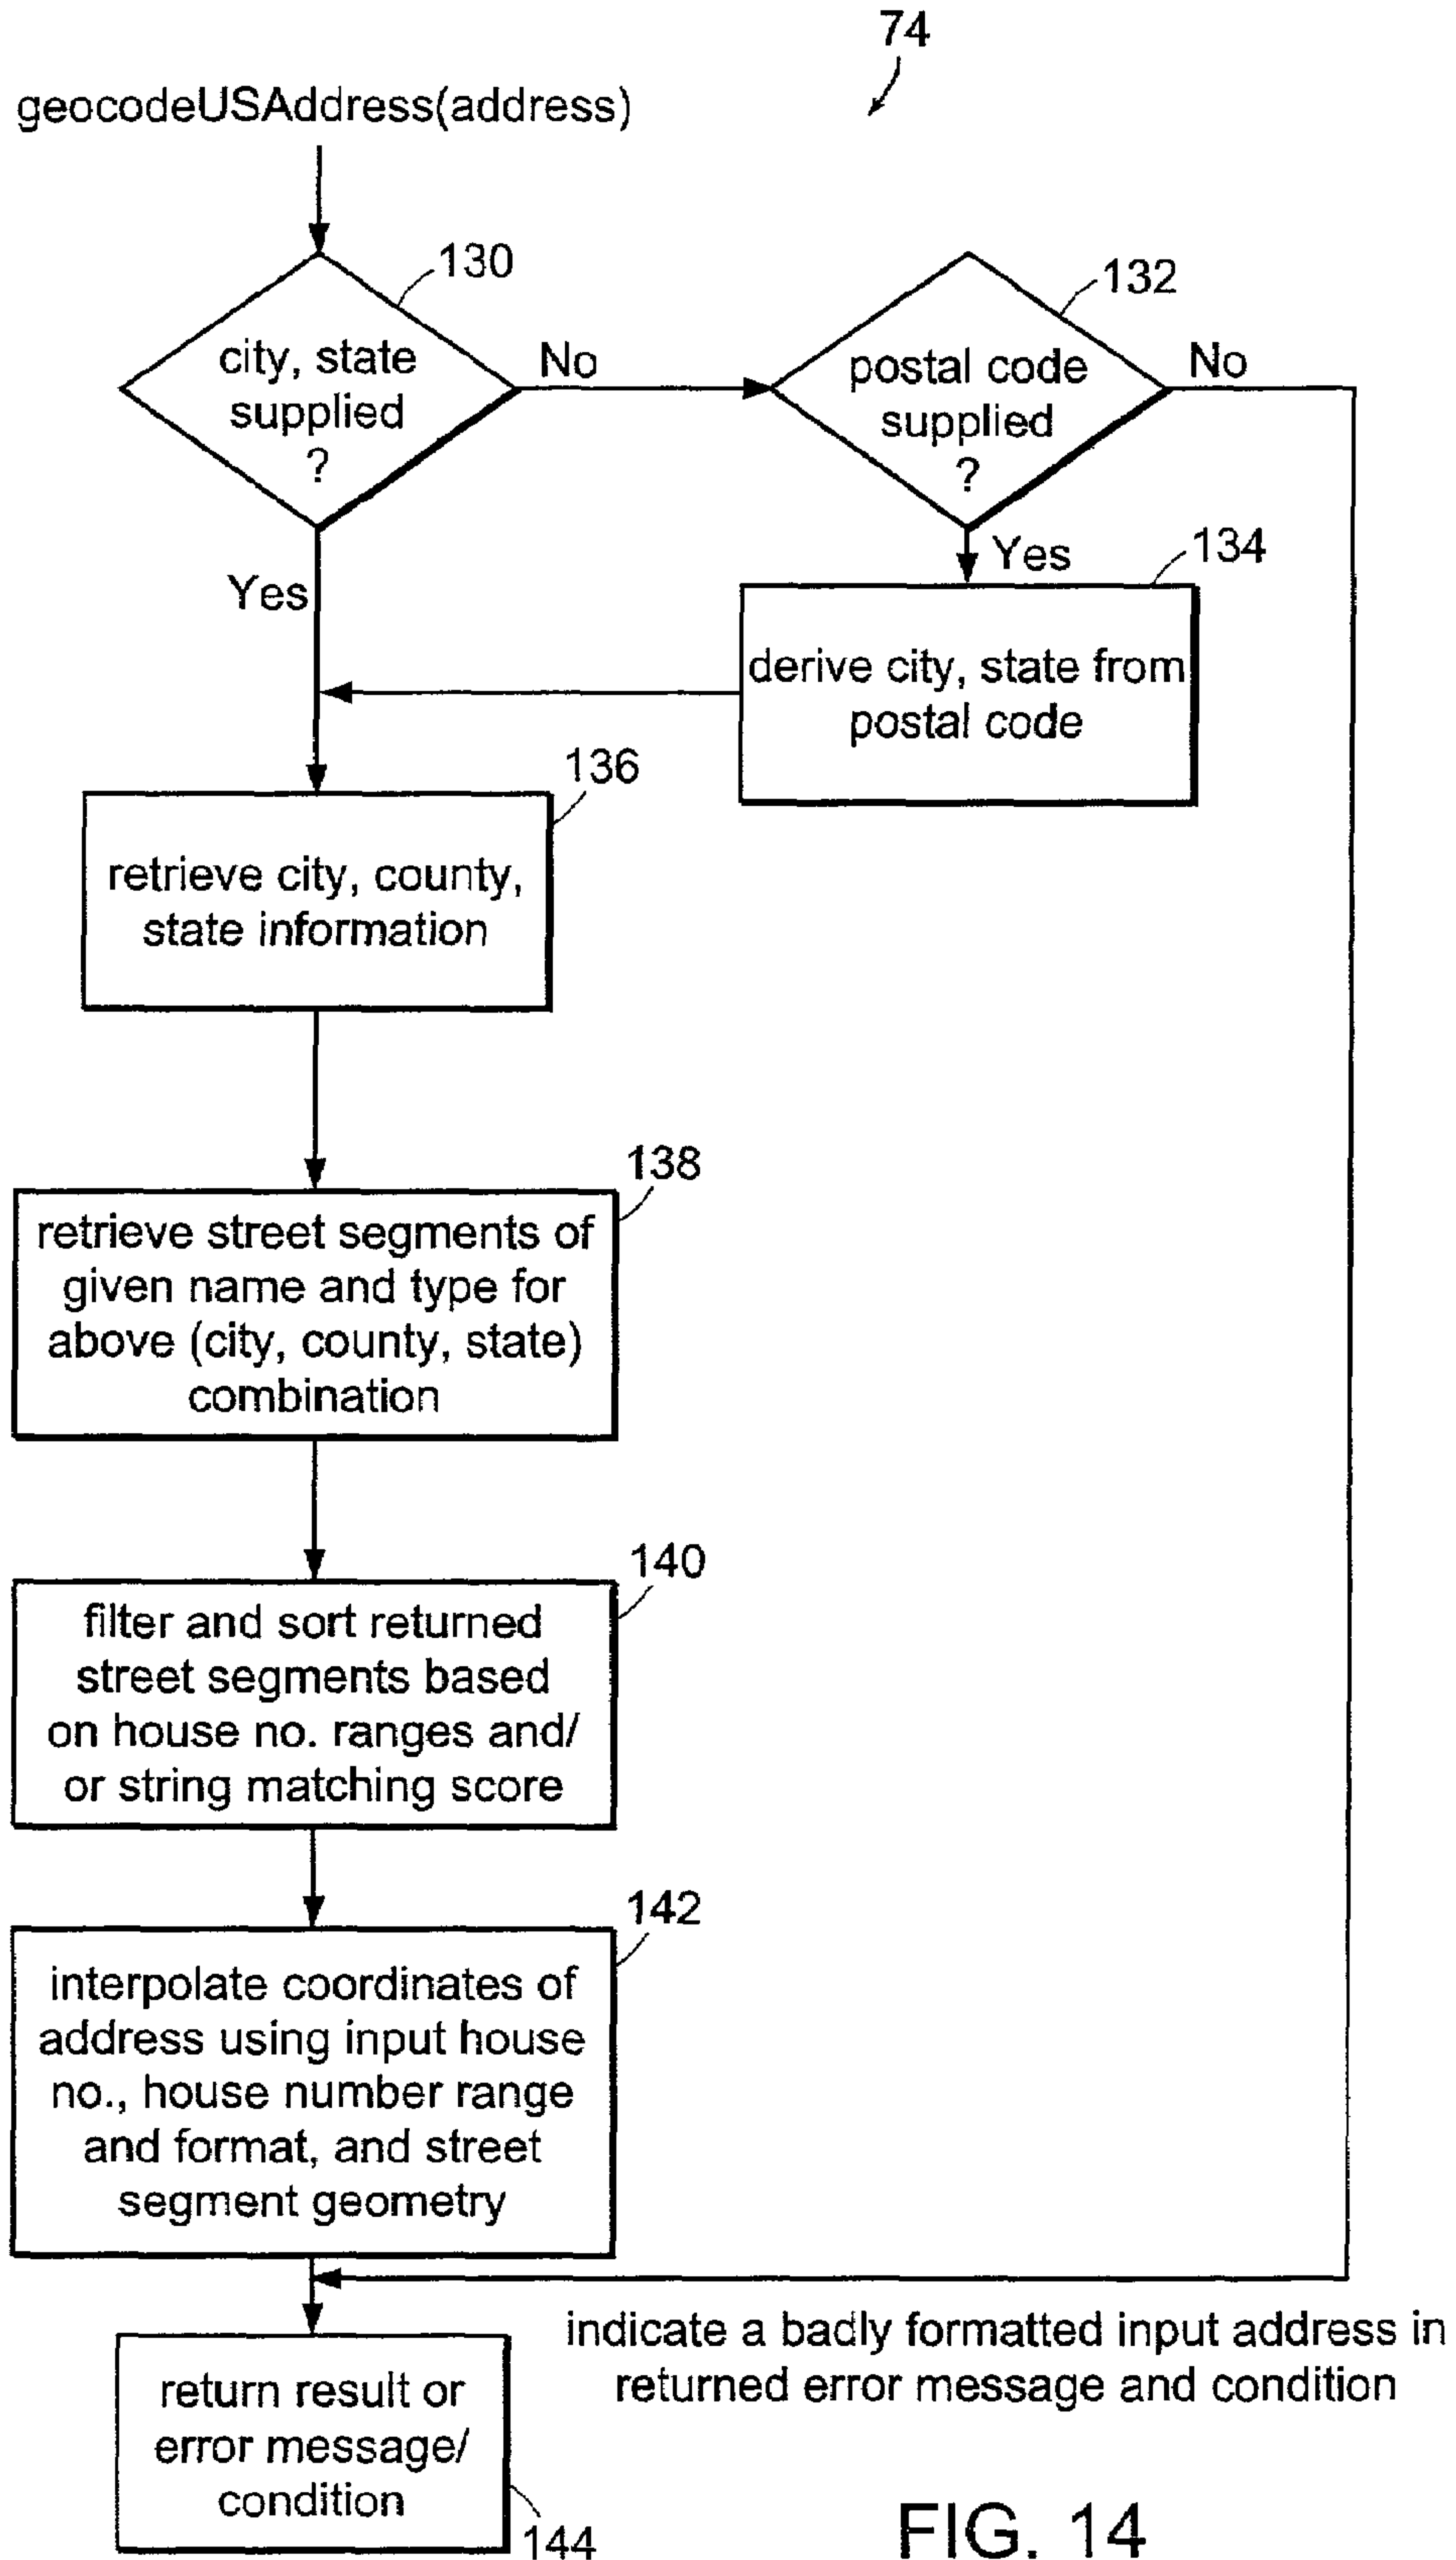 74
geocodeUSAddress(address)
130
city, state
supplied
?
No
Yes
132
postal code
supplied
?
No
Yes
134
derive city, state from
postal code
136
retrieve city, county,
state information
138
retrieve street segments of
given name and type for
above (city, county, state)
combination
140
filter and sort returned
street segments based
on house no. ranges and/
or string matching score
142
interpolate coordinates of
address using input house
no., house number range
and format, and street
segment geometry
indicate a badly formatted input address in
returned error message and condition
return result or
error message/
condition
144
FIG. 14